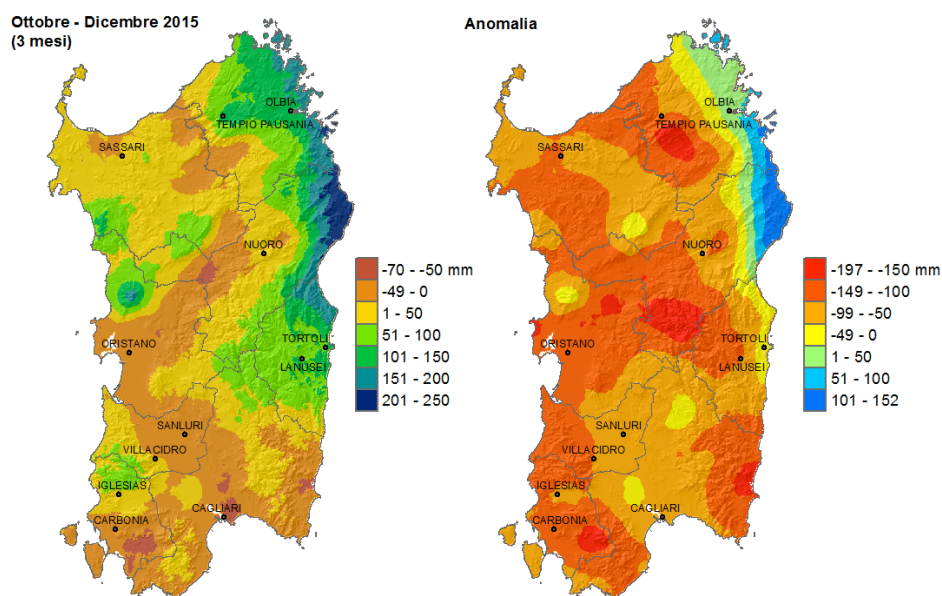 Ottobre - Dicembre 2015
(3 mesi)
OLBIA
TEMPIO PAUSANIA
SASSARI
NUORO
ORISTANO
TORTOLI
LANUSEI
SANLURI
VILLACIDRO
IGLESIAS
CARBONIA
CAGLIARI
-70 - -50 mm
-49 - 0
1 - 50
51 - 100
101 - 150
151 - 200
201 - 250
Anomalia
OLBIA
TEMPIO PAUSANIA
SASSARI
NUORO
ORISTANO
TORTOLI
LANUSEI
SANLURI
VILLACIDRO
IGLESIAS
CARBONIA
CAGLIARI
-197 - -150 mm
-149 - -100
-99 - -50
-49 - 0
1 - 50
51 - 100
101 - 152